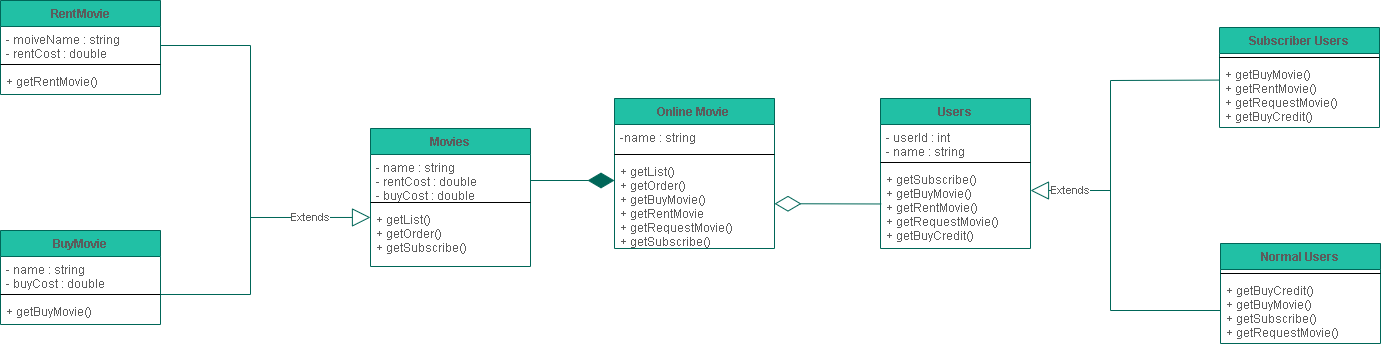 RentMovie
- moiveName : string
- rentCost : double
+ getRentMovie()
BuyMovie
- name : string
- buyCost : double
+ getBuyMovie()
Extends
Movies
- name : string
- rentCost : double
- buyCost : double
+ getList()
+ getOrder()
+ getSubscribe()
Online Movie
-name : string
+ getList()
+ getOrder()
+ getBuyMovie()
+ getRentMovie
+ getRequestMovie()
+ getSubscribe()
Users
- userId : int
- name : string
+ getSubscribe()
+ getBuyMovie()
+ getRentMovie()
+ getRequestMovie()
+ getBuyCredit()
Extends
Subscriber Users
+ getBuyMovie()
+ getRentMovie()
+ getRequestMovie()
+ getBuyCredit()
Normal Users
+ getBuyCredit()
+ getBuyMovie()
+ getSubscribe()
+ getRequestMovie()